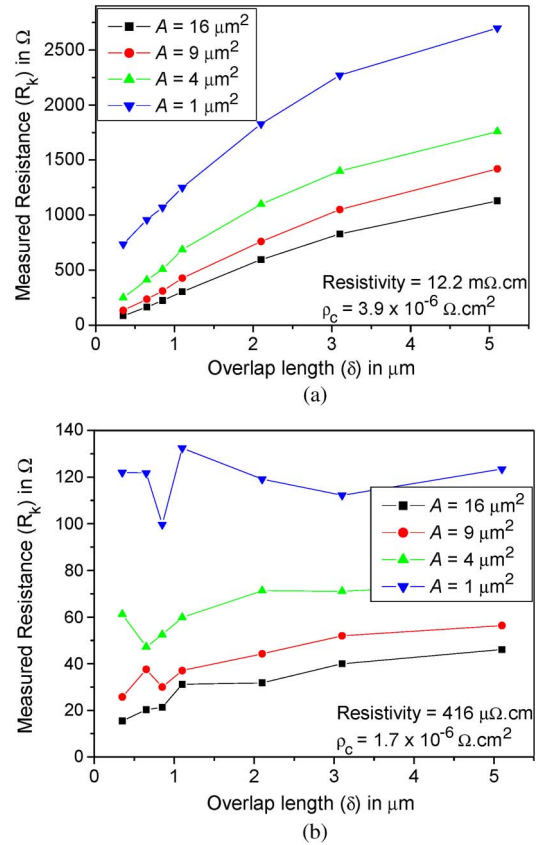 A = 16 μm²
A = 9 μm²
A = 4 μm²
A = 1 μm²
Measured Resistance (Rₖ) in Ω
2500
2000
1500
1000
500
0
Resistivity = 12.2 mΩ.cm
ρc = 3.9 x 10⁻⁶ Ω.cm²
0 1 2 3 4 5
Overlap length (δ) in μm
(a)
Measured Resistance (Rₖ) in Ω
140
120
100
80
60
40
20
0
A = 16 μm²
A = 9 μm²
A = 4 μm²
A = 1 μm²
Resistivity = 416 μΩ.cm
ρc = 1.7 x 10⁻⁶ Ω.cm²
0 1 2 3 4 5
Overlap length (δ) in μm
(b)